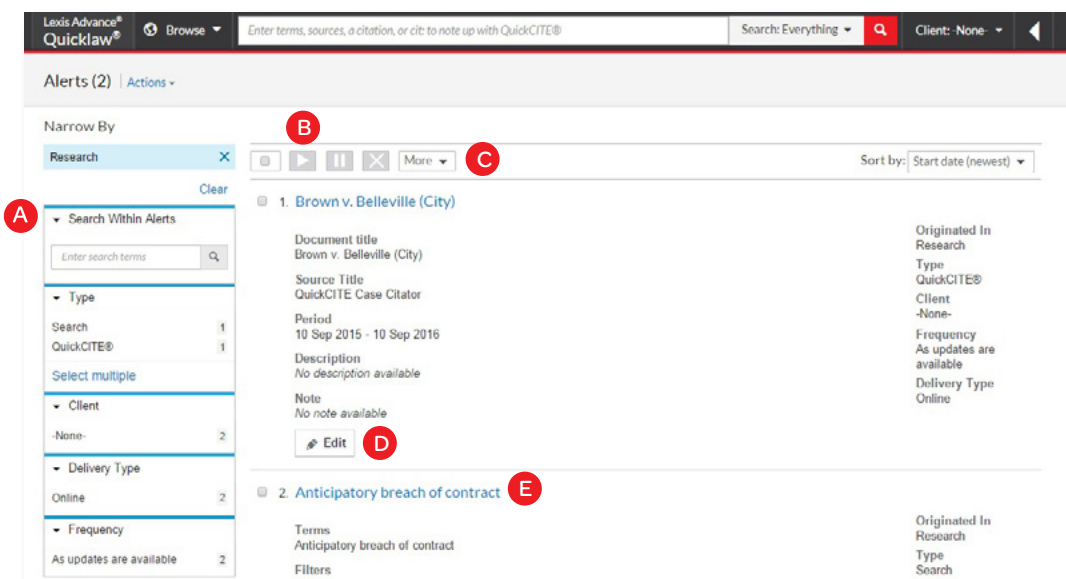 Lexis Advance®
Quicklaw®
Browse
Enter terms, sources, a citation, or cit: to note up with QuickCITE®
Search: Everything
Client: -None-
Alerts (2)
Actions
Narrow By
B
Research
More
C
Sort by:
Start date (newest)
Clear
A
Search Within Alerts
Enter search terms
Type
Search 1
QuickCITE® 1
Select multiple
Client
-None- 2
Delivery Type
Online 2
Frequency
As updates are available 2
1. Brown v. Belleville (City)
Document title
Brown v. Belleville (City)
Source Title
QuickCITE Case Citator
Period
10 Sep 2015 - 10 Sep 2016
Description
No description available
Note
No note available
Edit
D
Originated In
Research
Type
QuickCITE®
Client
-None-
Frequency
As updates are
available
Delivery Type
Online
2. Anticipatory breach of contract
E
Terms
Anticipatory breach of contract
Filters
Originated In
Research
Type
Search